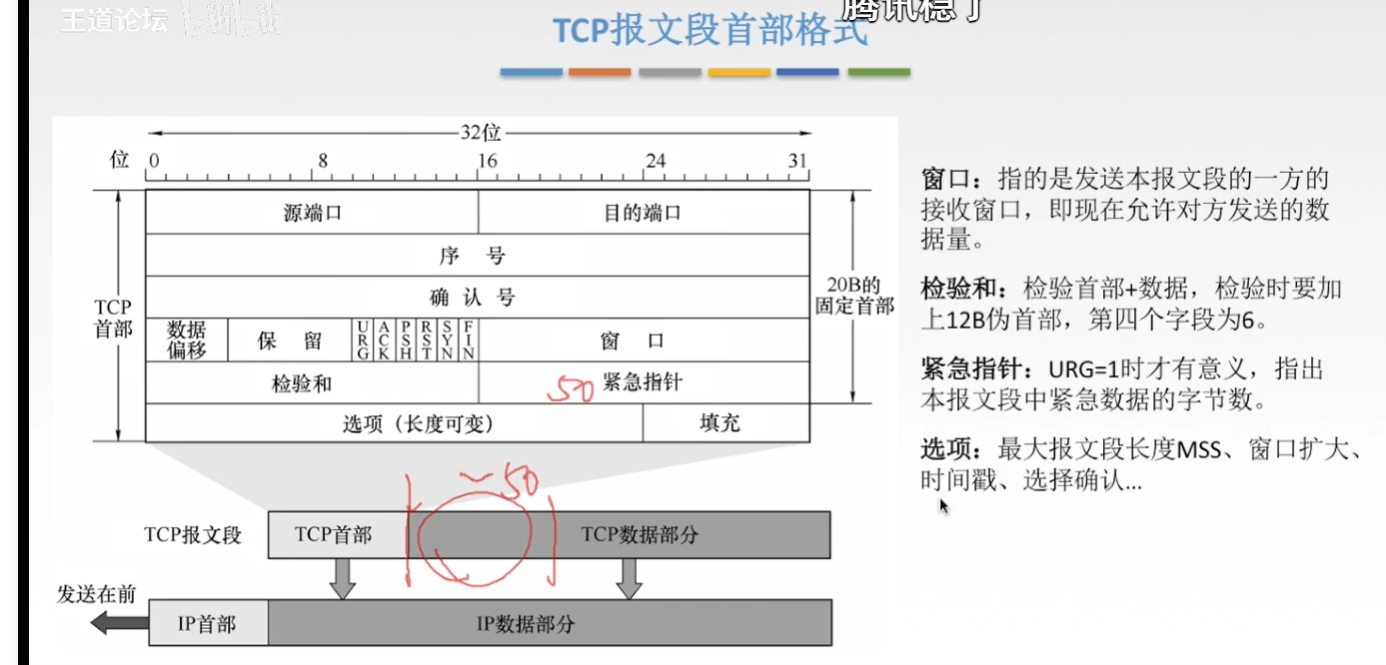 王道论坛 bilibili
腾讯稳了
TCP报文段首部格式
32位
位 0 8 16 24 31
源端口 目的端口
序 号
确 认 号
数据偏移 保 留 URG ACK PSH RST SYN FIN 窗 口
检验和 50 紧急指针
选项（长度可变） 填充
TCP首部
20B的
固定首部
~50
TCP报文段 TCP首部 TCP数据部分
发送在前
IP首部 IP数据部分
窗口：指的是发送本报文段的一方的
接收窗口，即现在允许对方发送的数
据量。
检验和：检验首部+数据，检验时要加
上12B伪首部，第四个字段为6。
紧急指针：URG=1时才有意义，指出
本报文段中紧急数据的字节数。
选项：最大报文段长度MSS、窗口扩大、
时间戳、选择确认...